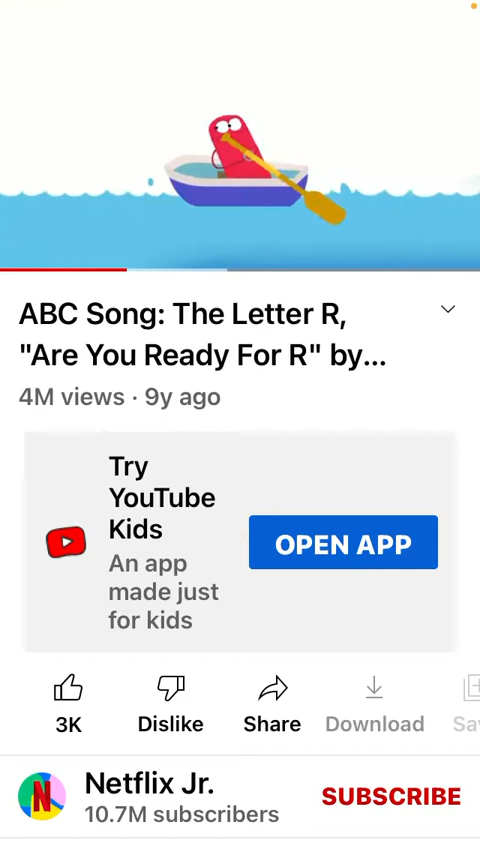 ABC Song: The Letter R,
"Are You Ready For R" by...
4M views · 9y ago
Try
YouTube
Kids
An app
made just
for kids
OPEN APP
3K
Dislike
Share
Download
Sa
N
Netflix Jr.
10.7M subscribers
SUBSCRIBE